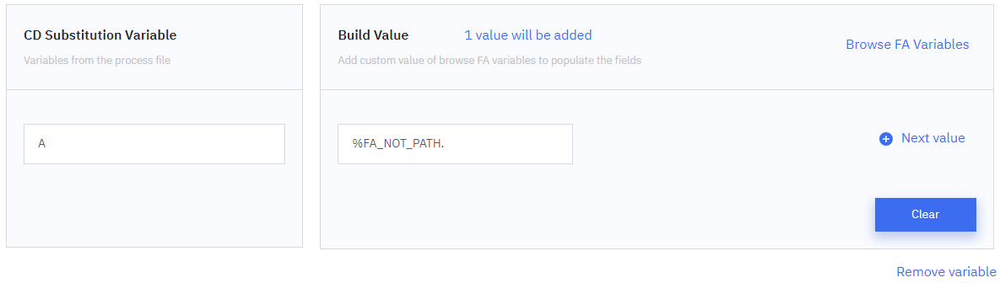 CD Substitution Variable
Variables from the process file
A
Build Value
1 value will be added
Add custom value of browse FA variables to populate the fields
Browse FA Variables
%FA_NOT_PATH.
Next value
Clear
Remove variable